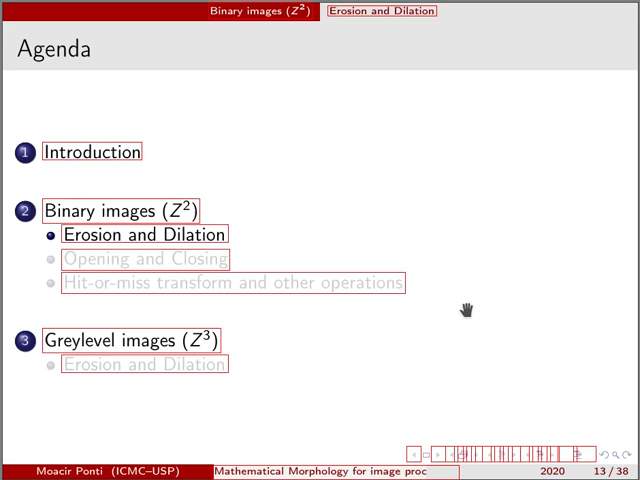 Binary images (Z²) Erosion and Dilation
Agenda
1 Introduction
2 Binary images (Z²)
Erosion and Dilation
Opening and Closing
Hit-or-miss transform and other operations
3 Greylevel images (Z³)
Erosion and Dilation
Moacir Ponti (ICMC–USP) Mathematical Morphology for image proc 2020 13 / 38